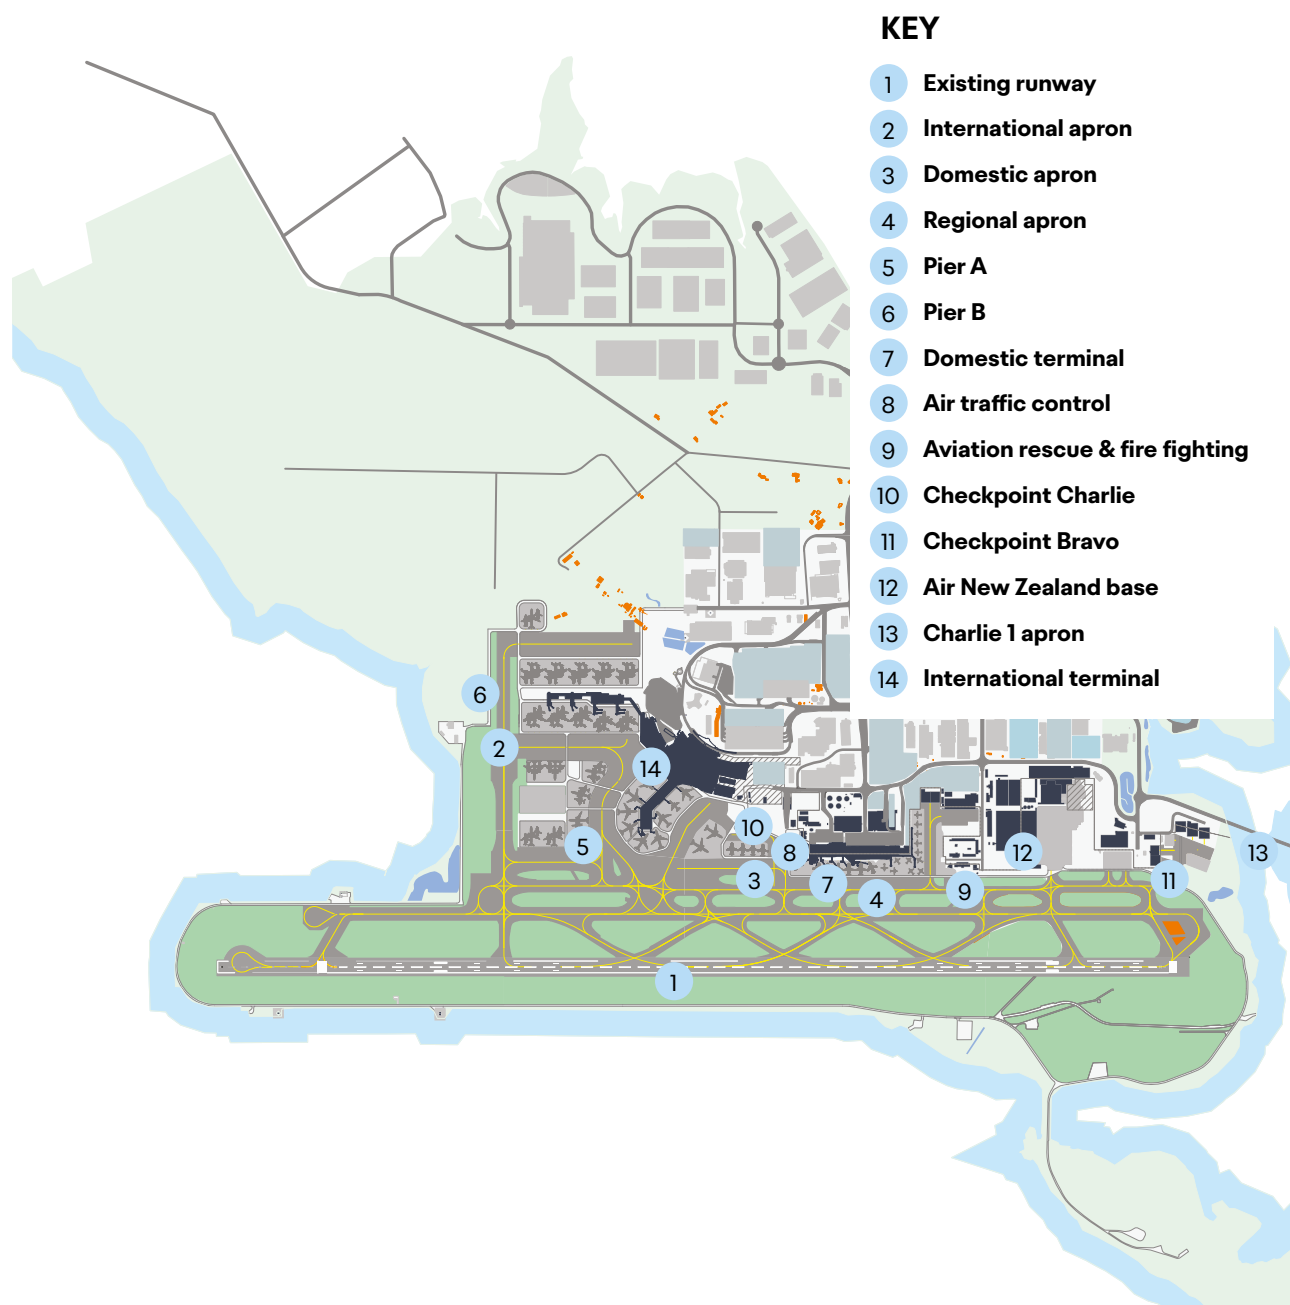 KEY
1 Existing runway
2 International apron
3 Domestic apron
4 Regional apron
5 Pier A
6 Pier B
7 Domestic terminal
8 Air traffic control
9 Aviation rescue & fire fighting
10 Checkpoint Charlie
11 Checkpoint Bravo
12 Air New Zealand base
13 Charlie 1 apron
14 International terminal
6
2
14
10
5
8
12
13
3
7
4
9
11
1